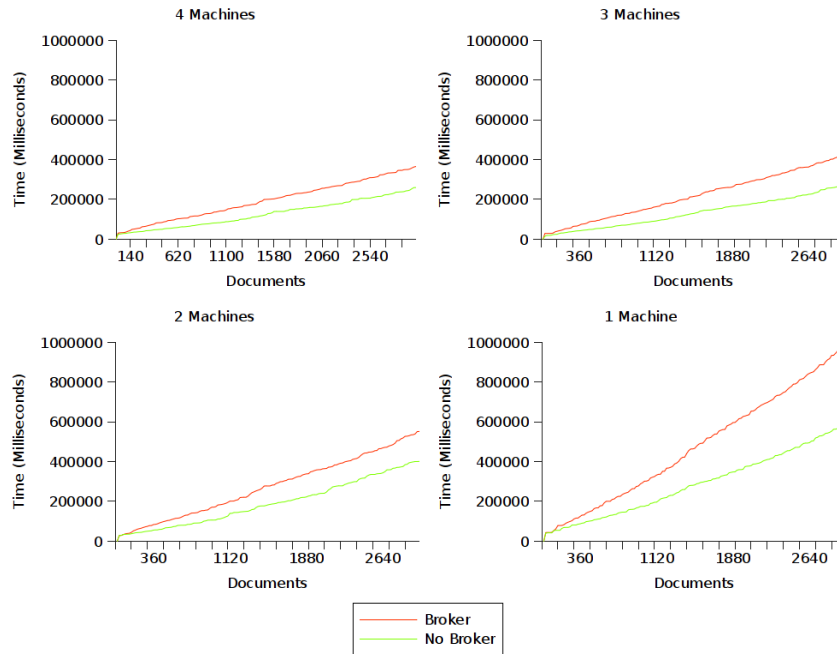 4 Machines
1000000
800000
600000
400000
200000
0
Time (Milliseconds)
140 620 1100 1580 2060 2540
Documents
3 Machines
1000000
800000
600000
400000
200000
0
Time (Milliseconds)
360 1120 1880 2640
Documents
2 Machines
1000000
800000
600000
400000
200000
0
Time (Milliseconds)
360 1120 1880 2640
Documents
1 Machine
1000000
800000
600000
400000
200000
0
Time (Milliseconds)
360 1120 1880 2640
Documents
Broker
No Broker